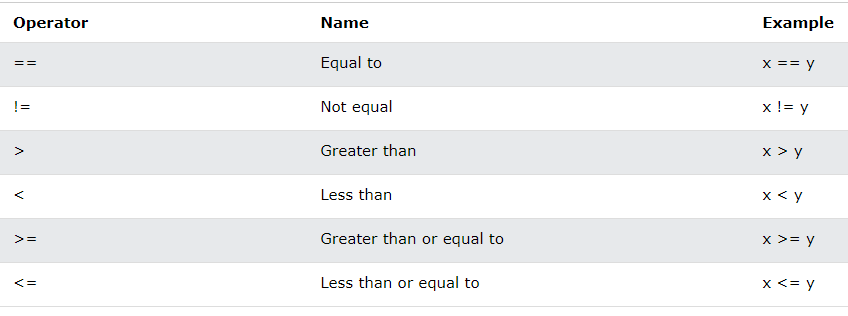 Operator Name Example
== Equal to x == y
!= Not equal x != y
> Greater than x > y
< Less than x < y
>= Greater than or equal to x >= y
<= Less than or equal to x <= y